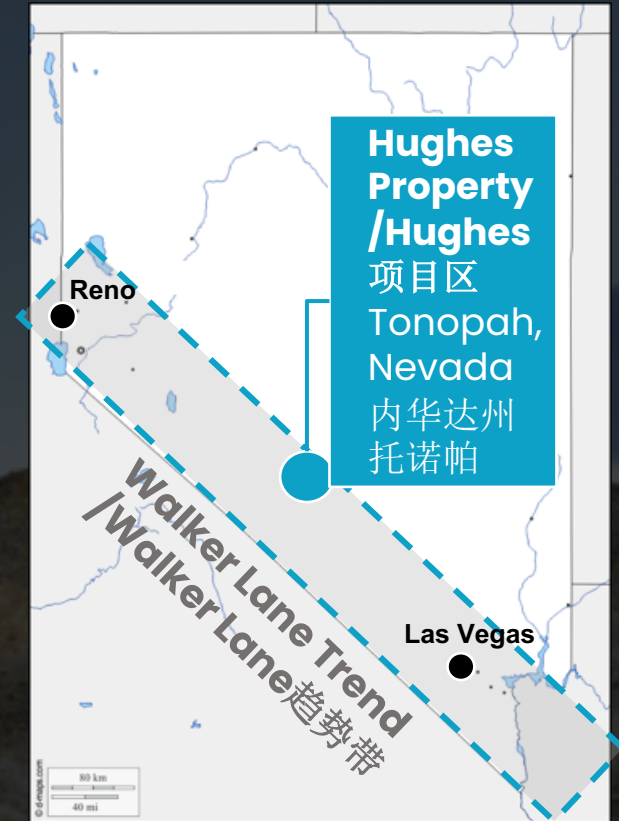 Hughes
Property
/Hughes
项目区
Tonopah,
Nevada
内华达州
托诺帕
Reno
Walker Lane Trend
/Walker Lane趋势带
Las Vegas
80 km
40 mi
© d-maps.com